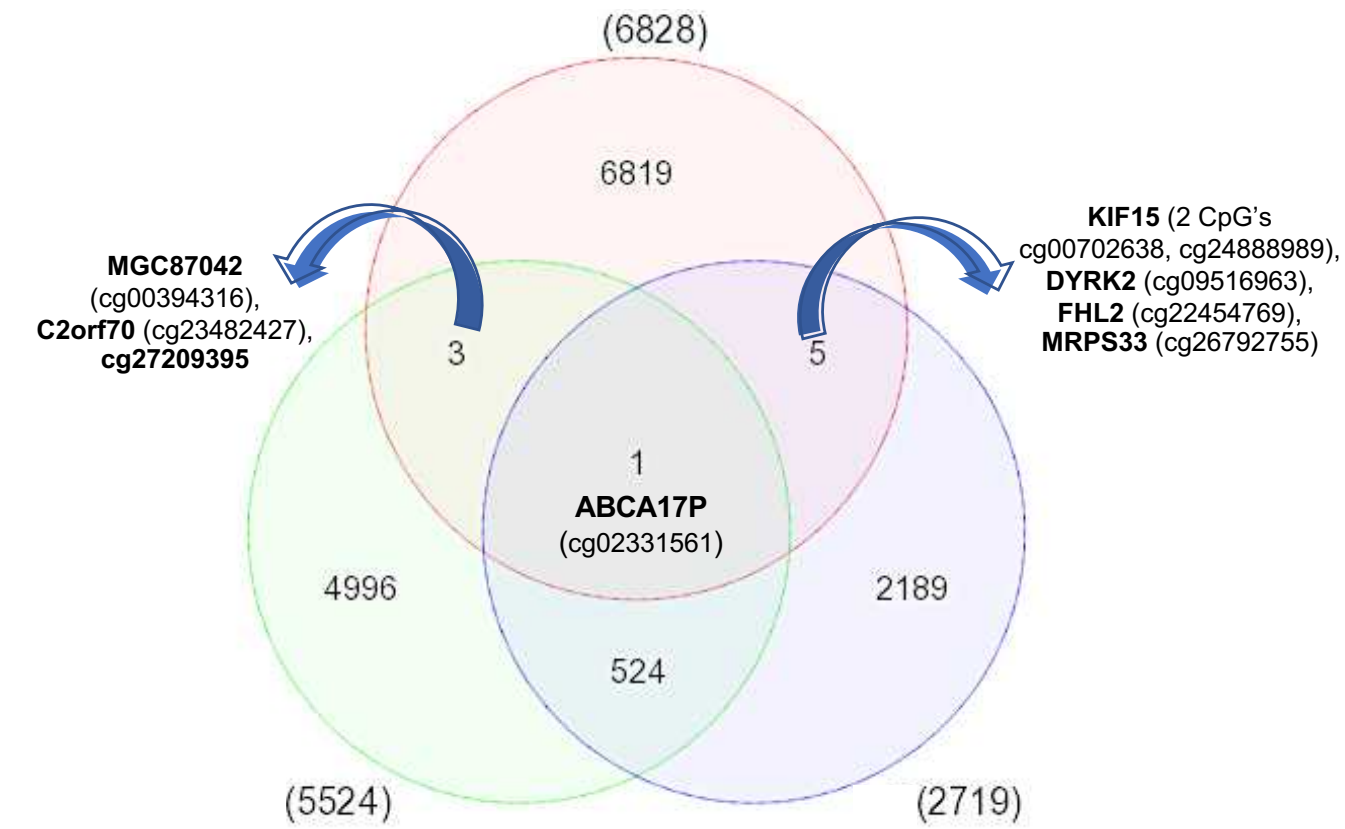 (6828)
6819
MGC87042
(cg00394316),
C2orf70 (cg23482427),
cg27209395
KIF15 (2 CpG’s
cg00702638, cg24888989),
DYRK2 (cg09516963),
FHL2 (cg22454769),
MRPS33 (cg26792755)
3
5
1
ABCA17P
(cg02331561)
4996
2189
524
(5524)
(2719)